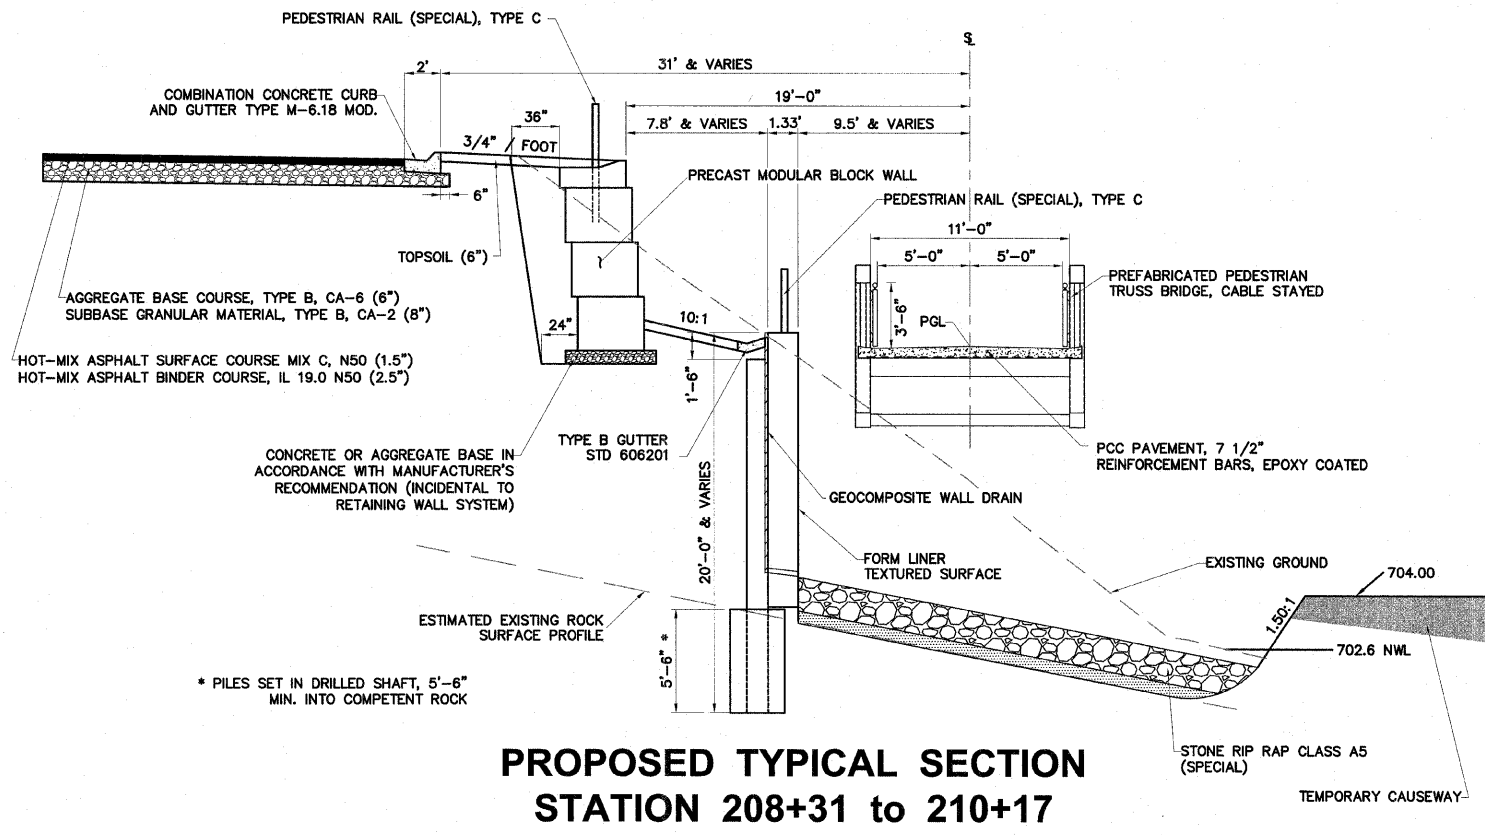 PEDESTRIAN RAIL (SPECIAL), TYPE C
2'
31' & VARIES
19'-0"
COMBINATION CONCRETE CURB
AND GUTTER TYPE M-6.18 MOD.
36"
7.8' & VARIES
1.33'
9.5' & VARIES
3/4" / FOOT
PRECAST MODULAR BLOCK WALL
6"
PEDESTRIAN RAIL (SPECIAL), TYPE C
11'-0"
5'-0"
5'-0"
TOPSOIL (6")
PREFABRICATED PEDESTRIAN
TRUSS BRIDGE, CABLE STAYED
AGGREGATE BASE COURSE, TYPE B, CA-6 (6")
SUBBASE GRANULAR MATERIAL, TYPE B, CA-2 (8")
3'-6"
PGL
24"
10:1
HOT-MIX ASPHALT SURFACE COURSE MIX C, N50 (1.5")
HOT-MIX ASPHALT BINDER COURSE, IL 19.0 N50 (2.5")
1'-6"
TYPE B GUTTER
STD 606201
CONCRETE OR AGGREGATE BASE IN
ACCORDANCE WITH MANUFACTURER'S
RECOMMENDATION (INCIDENTAL TO
RETAINING WALL SYSTEM)
PCC PAVEMENT, 7 1/2"
REINFORCEMENT BARS, EPOXY COATED
20'-0" & VARIES
GEOCOMPOSITE WALL DRAIN
FORM LINER
TEXTURED SURFACE
EXISTING GROUND
704.00
1.50:1
ESTIMATED EXISTING ROCK
SURFACE PROFILE
702.6 NWL
5'-6" *
* PILES SET IN DRILLED SHAFT, 5'-6"
MIN. INTO COMPETENT ROCK
STONE RIP RAP CLASS A5
(SPECIAL)
TEMPORARY CAUSEWAY
PROPOSED TYPICAL SECTION
STATION 208+31 to 210+17